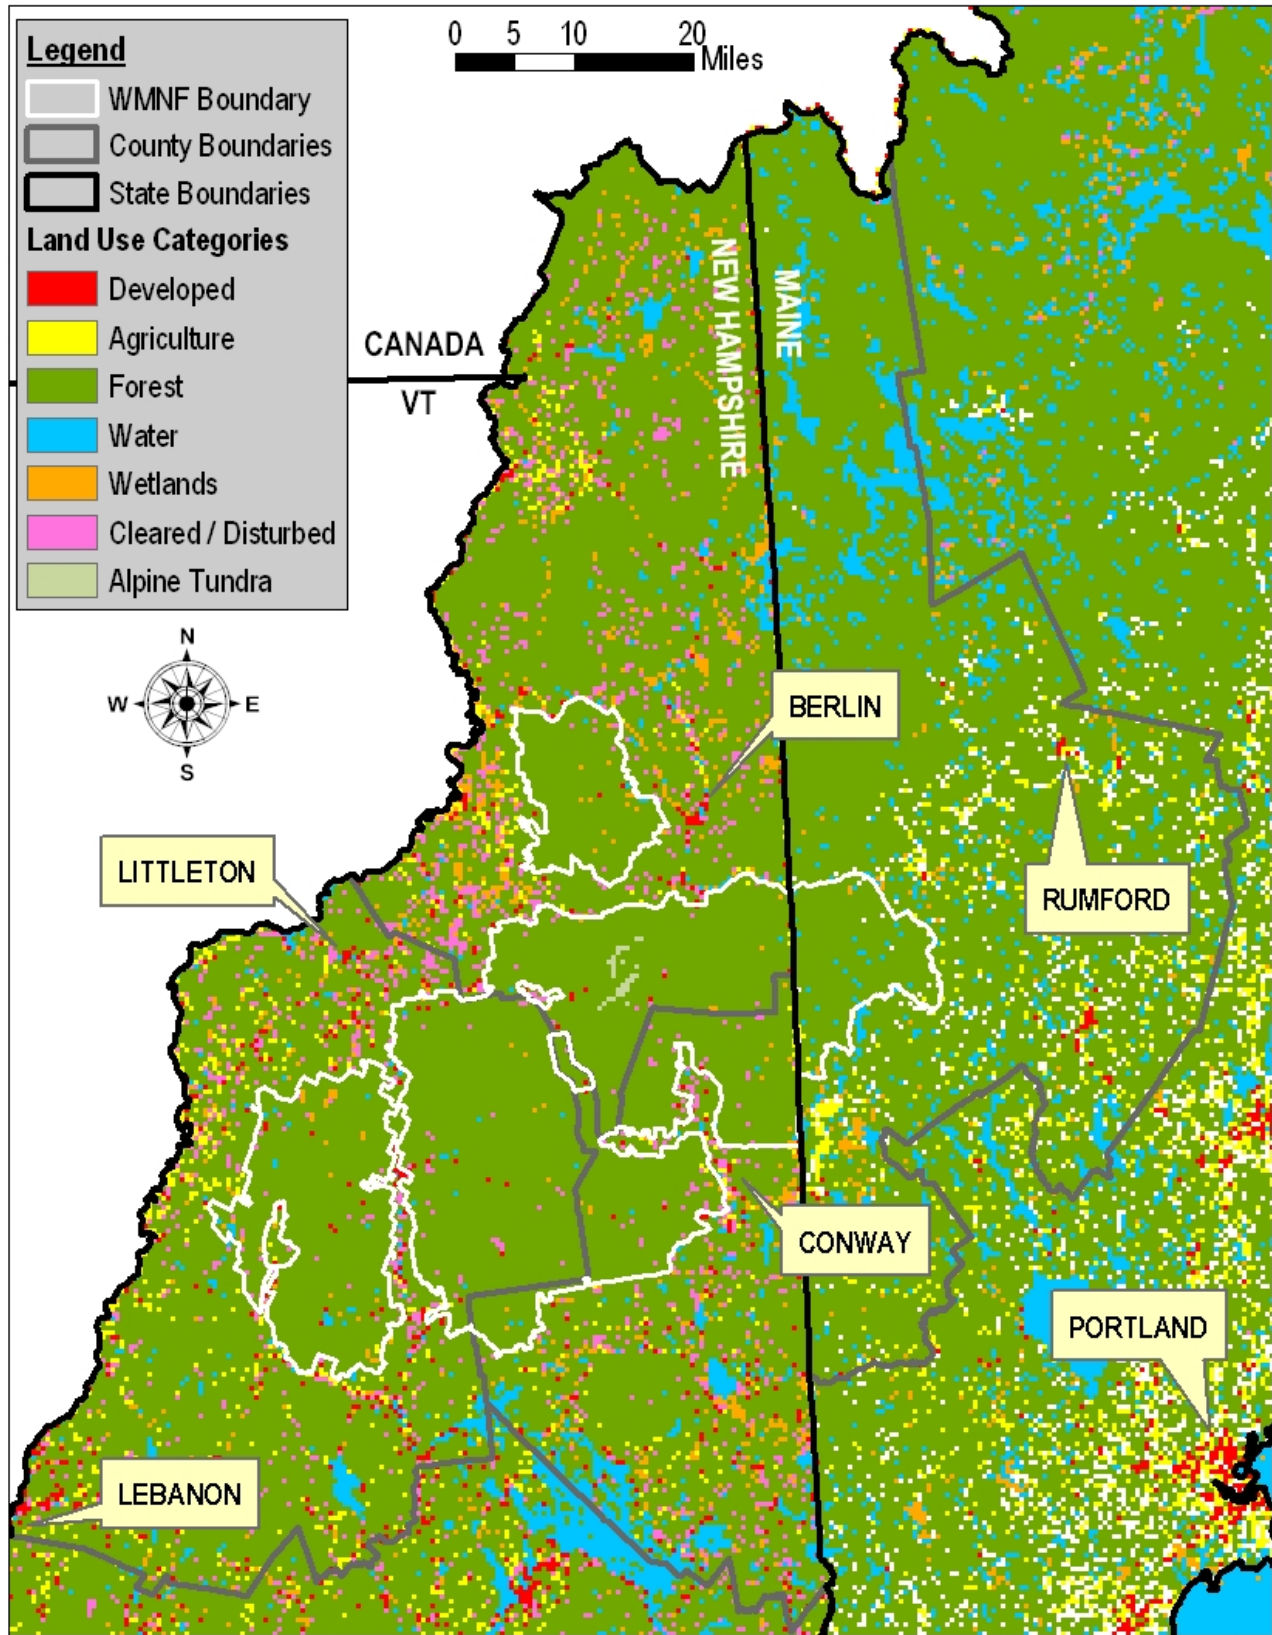 Legend
WMNF Boundary
County Boundaries
State Boundaries
Land Use Categories
Developed
Agriculture
Forest
Water
Wetlands
Cleared / Disturbed
Alpine Tundra
0 5 10 20
Miles
CANADA
VT
NEW HAMPSHIRE
MAINE
N
W E
S
BERLIN
LITTLETON
RUMFORD
CONWAY
PORTLAND
LEBANON